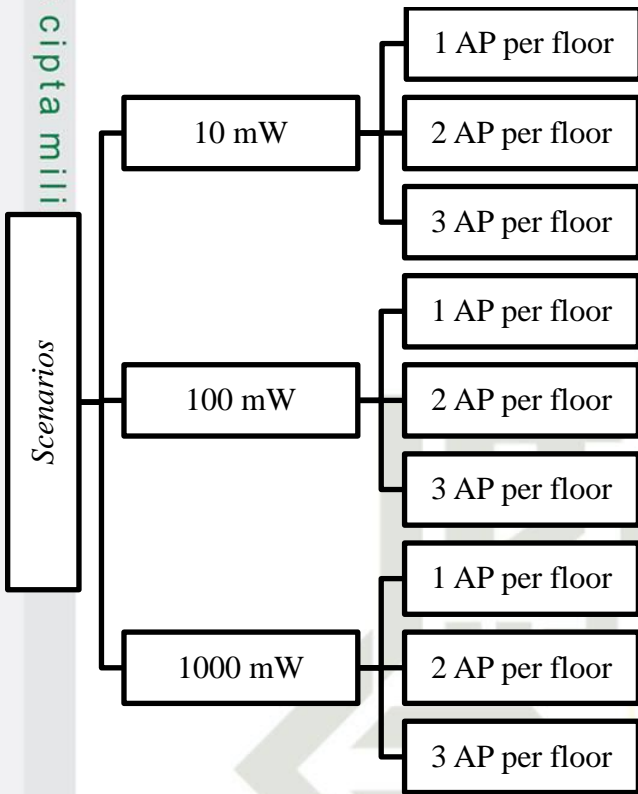 cipta mili
Scenarios
10 mW
1 AP per floor
2 AP per floor
3 AP per floor
100 mW
1 AP per floor
2 AP per floor
3 AP per floor
1000 mW
1 AP per floor
2 AP per floor
3 AP per floor